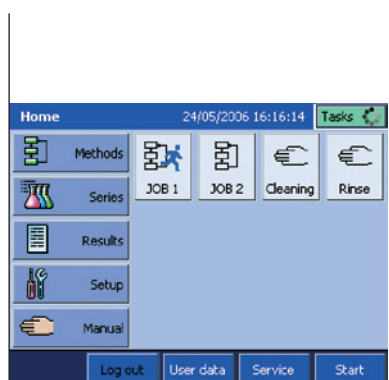 Home 24/05/2006 16:16:14 Tasks
Methods
JOB 1 JOB 2 Cleaning Rinse
Series
Results
Setup
Manual
Log out User data Service Start